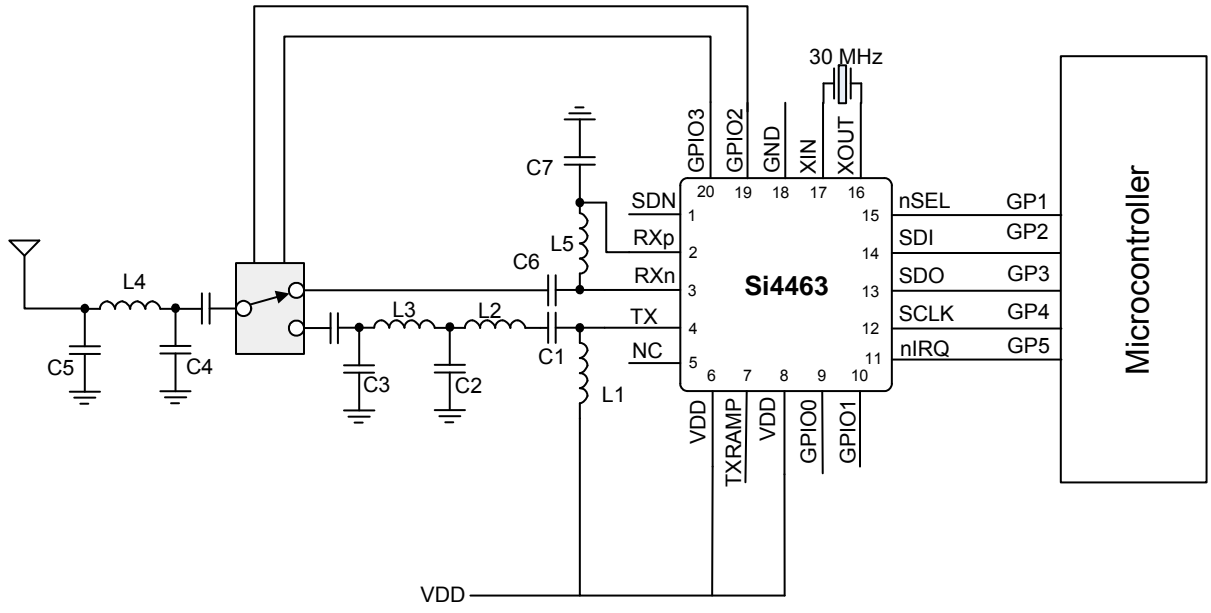 30 MHz
GPIO3
GPIO2
GND
XIN
XOUT
C7
20
19
18
17
16
SDN
1
15
nSEL
GP1
RXp
2
14
SDI
GP2
L5
C6
RXn
3
Si4463
13
SDO
GP3
L4
L3
L2
TX
4
12
SCLK
GP4
C1
NC
5
11
nIRQ
GP5
C5
C4
C3
C2
L1
6
7
8
9
10
VDD
TXRAMP
VDD
GPIO0
GPIO1
Microcontroller
VDD